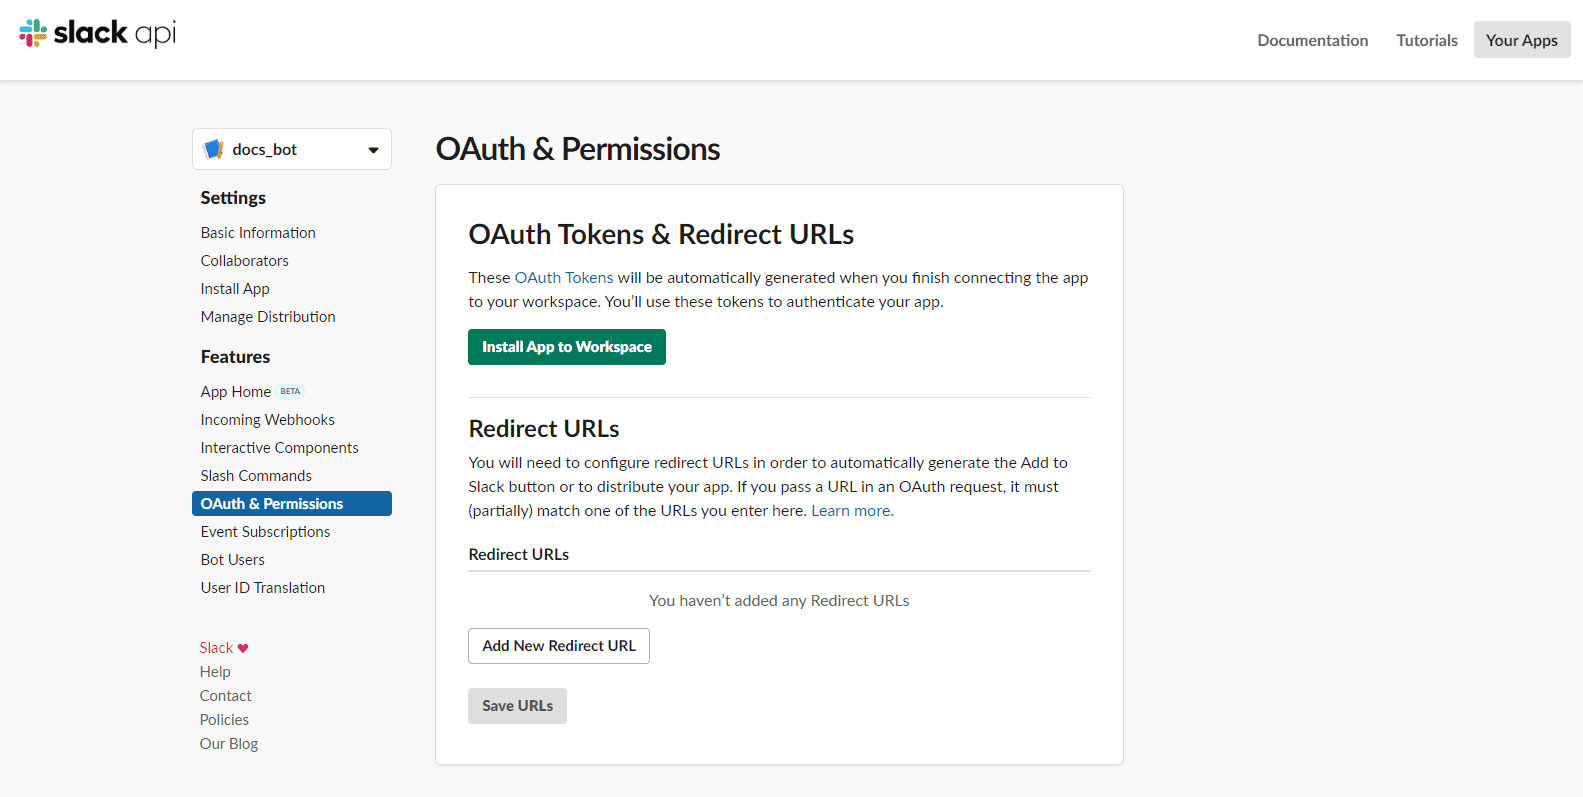 slack api
Documentation
Tutorials
Your Apps
docs_bot
Settings
Basic Information
Collaborators
Install App
Manage Distribution
Features
App Home BETA
Incoming Webhooks
Interactive Components
Slash Commands
OAuth & Permissions
Event Subscriptions
Bot Users
User ID Translation
Slack ♥
Help
Contact
Policies
Our Blog
OAuth & Permissions
OAuth Tokens & Redirect URLs
These OAuth Tokens will be automatically generated when you finish connecting the app
to your workspace. You’ll use these tokens to authenticate your app.
Install App to Workspace
Redirect URLs
You will need to configure redirect URLs in order to automatically generate the Add to
Slack button or to distribute your app. If you pass a URL in an OAuth request, it must
(partially) match one of the URLs you enter here. Learn more.
Redirect URLs
You haven’t added any Redirect URLs
Add New Redirect URL
Save URLs